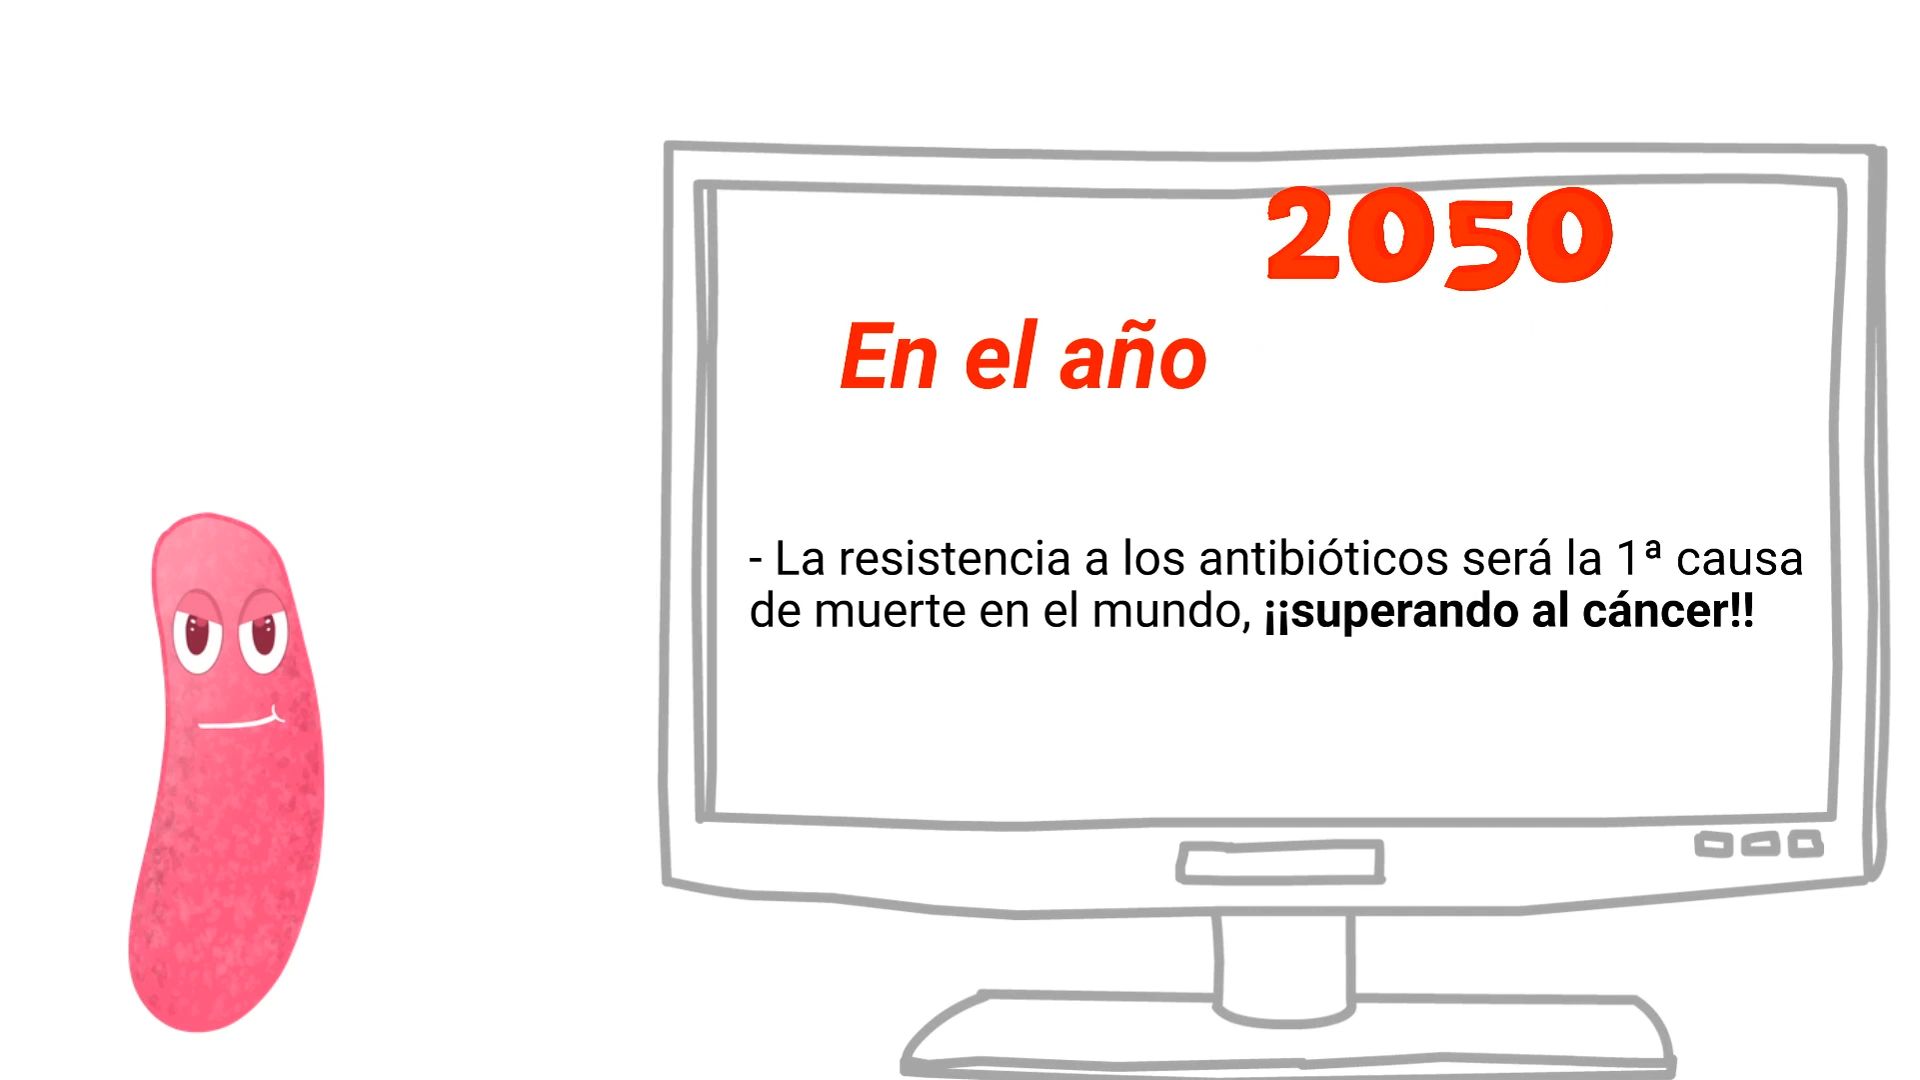 2050
En el año
- La resistencia a los antibióticos será la 1ª causa
de muerte en el mundo, ¡¡superando al cáncer!!